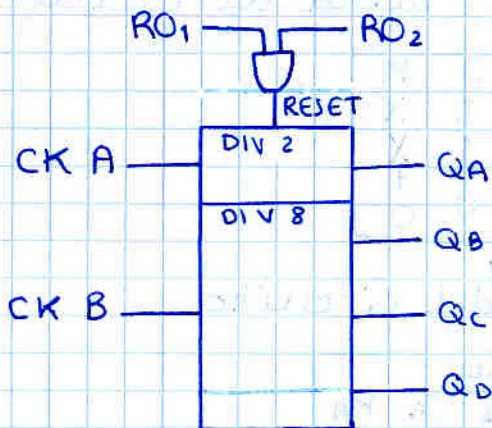 RO1 RO2
RESET
DIV 2
CK A QA
DIV 8
QB
CK B QC
QD